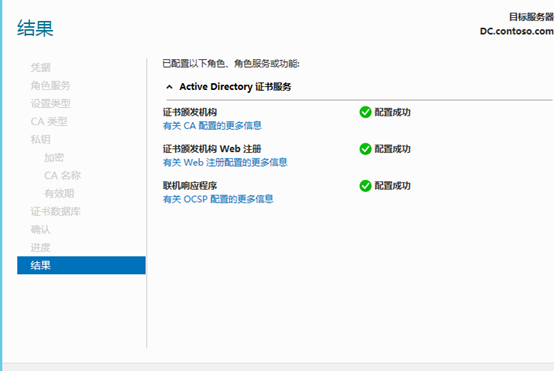 结果
目标服务器
DC.contoso.com
凭据
角色服务
设置类型
CA 类型
私钥
加密
CA 名称
有效期
证书数据库
确认
进度
结果
已配置以下角色、角色服务或功能:
Active Directory 证书服务
证书颁发机构 配置成功
有关 CA 配置的更多信息
证书颁发机构 Web 注册 配置成功
有关 Web 注册配置的更多信息
联机响应程序 配置成功
有关 OCSP 配置的更多信息